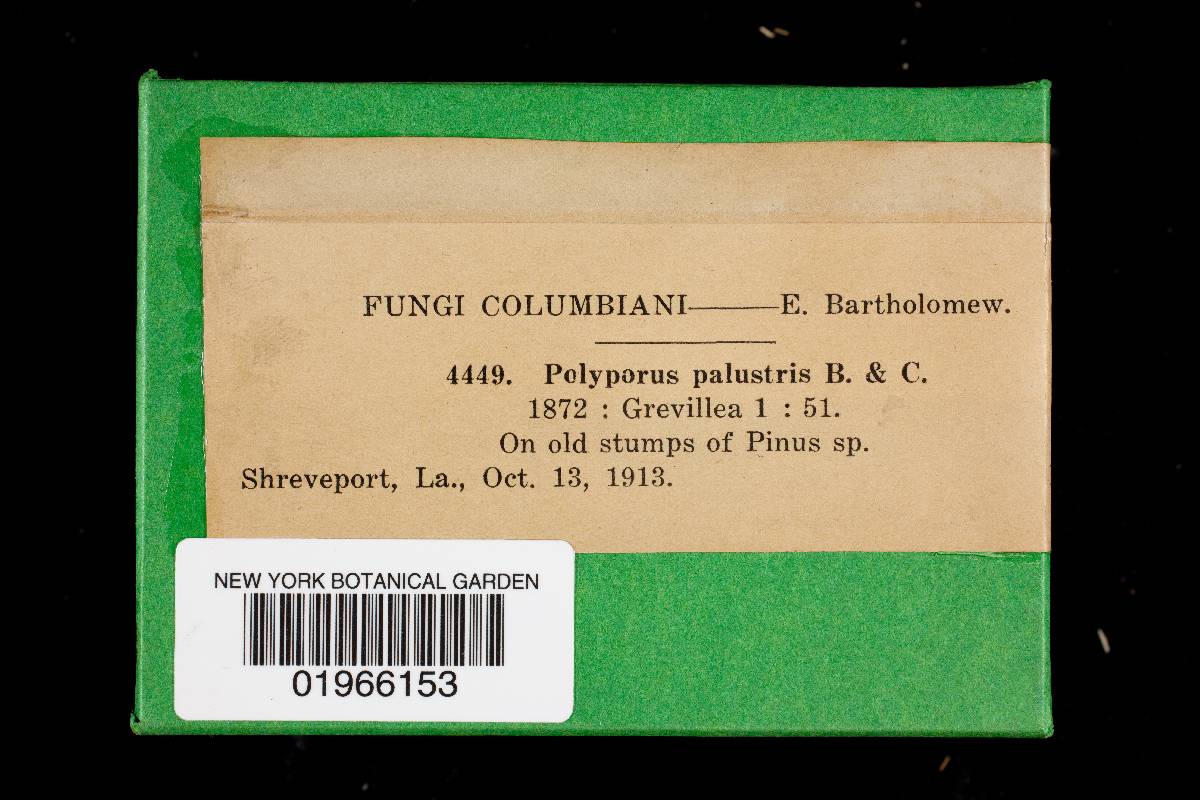 FUNGI COLUMBIANI——E. Bartholomew.
4449. Polyporus palustris B. & C.
1872 : Grevillea 1 : 51.
On old stumps of Pinus sp.
Shreveport, La., Oct. 13, 1913.
NEW YORK BOTANICAL GARDEN
01966153